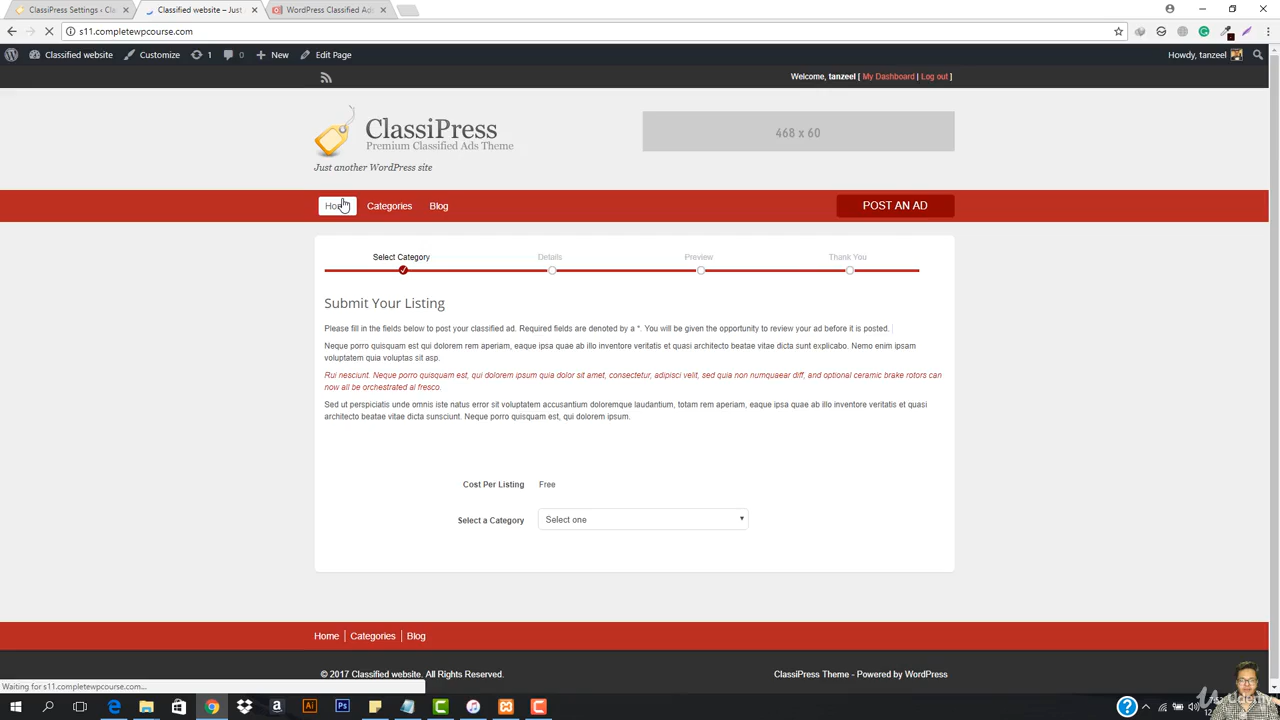 ClassiPress Settings ‹ Cla
Classified website – Just A
WordPress Classified Ads
s11.completewpcourse.com
Classified website
Customize
1
0
New
Edit Page
Howdy, tanzeel
Welcome, tanzeel [ My Dashboard | Log out ]
ClassiPress
Premium Classified Ads Theme
Just another WordPress site
468 x 60
Home Categories Blog
POST AN AD
Select Category Details Preview Thank You
Submit Your Listing
Please fill in the fields below to post your classified ad. Required fields are denoted by a *. You will be given the opportunity to review your ad before it is posted.
Neque porro quisquam est qui dolorem rem aperiam, eaque ipsa quae ab illo inventore veritatis et quasi architecto beatae vitae dicta sunt explicabo. Nemo enim ipsam
voluptatem quia voluptas sit asp.
Rui nesciunt. Neque porro quisquam est, qui dolorem ipsum quia dolor sit amet, consectetur, adipisci velit, sed quia non numquaear diff, and optional ceramic brake rotors can
now all be orchestrated al fresco.
Sed ut perspiciatis unde omnis iste natus error sit voluptatem accusantium doloremque laudantium, totam rem aperiam, eaque ipsa quae ab illo inventore veritatis et quasi
architecto beatae vitae dicta sunsciunt. Neque porro quisquam est, qui dolorem ipsum.
Cost Per Listing Free
Select a Category Select one
Home | Categories | Blog
© 2017 Classified website. All Rights Reserved.
ClassiPress Theme - Powered by WordPress
Waiting for s11.completewpcourse.com...
Udemy